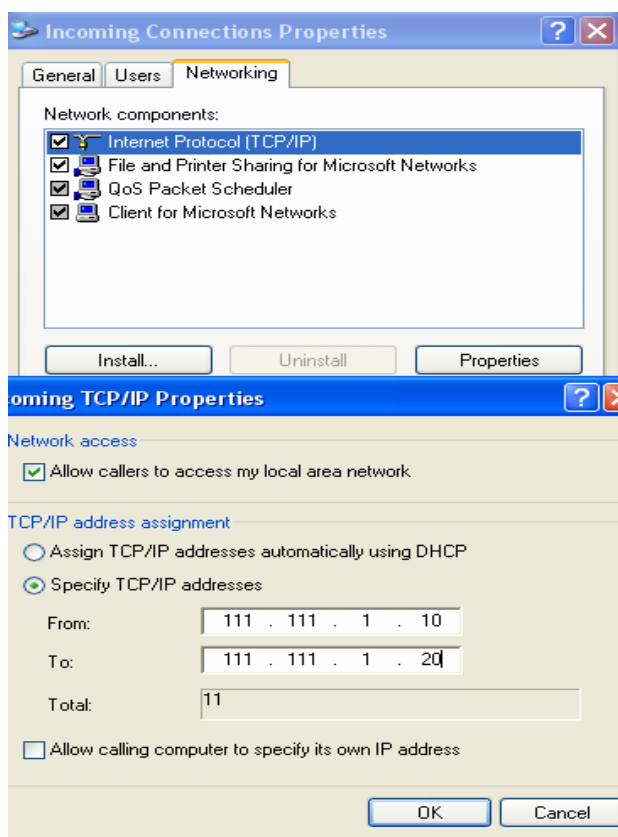 Incoming Connections Properties
General Users Networking
Network components:
Internet Protocol (TCP/IP)
File and Printer Sharing for Microsoft Networks
QoS Packet Scheduler
Client for Microsoft Networks
Install... Uninstall Properties
oming TCP/IP Properties
Network access
Allow callers to access my local area network
TCP/IP address assignment
Assign TCP/IP addresses automatically using DHCP
Specify TCP/IP addresses
From: 111 . 111 . 1 . 10
To: 111 . 111 . 1 . 20
Total: 11
Allow calling computer to specify its own IP address
OK Cancel